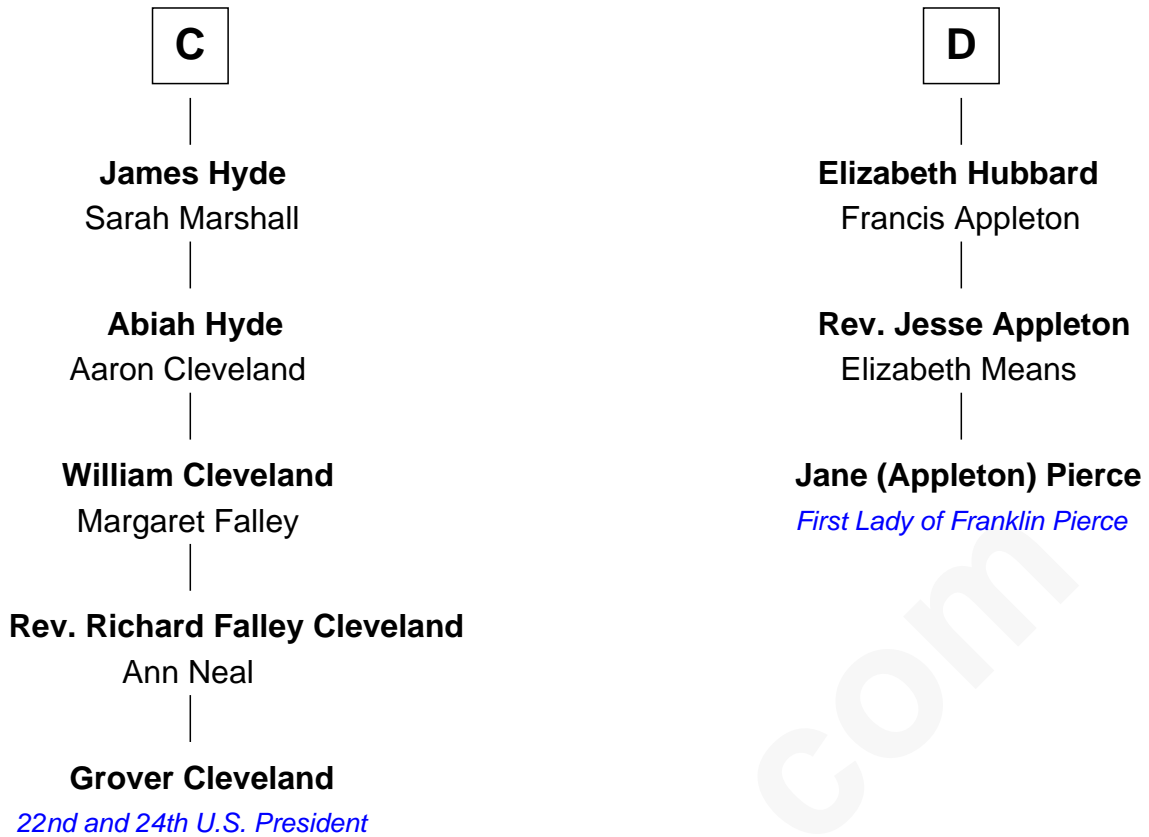 C
James Hyde
Sarah Marshall
Abiah Hyde
Aaron Cleveland
William Cleveland
Margaret Falley
Rev. Richard Falley Cleveland
Ann Neal
Grover Cleveland
22nd and 24th U.S. President
D
Elizabeth Hubbard
Francis Appleton
Rev. Jesse Appleton
Elizabeth Means
Jane (Appleton) Pierce
First Lady of Franklin Pierce
com